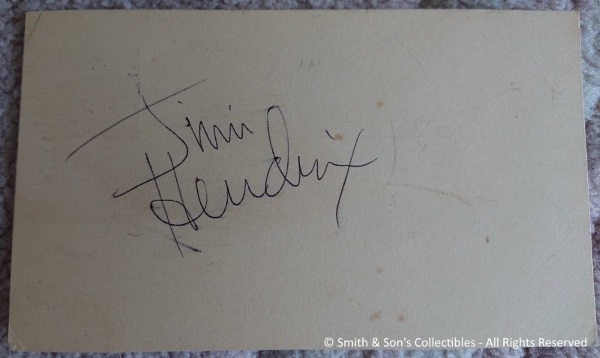 Jimi
Hendrix
© Smith & Son's Collectibles - All Rights Reserved